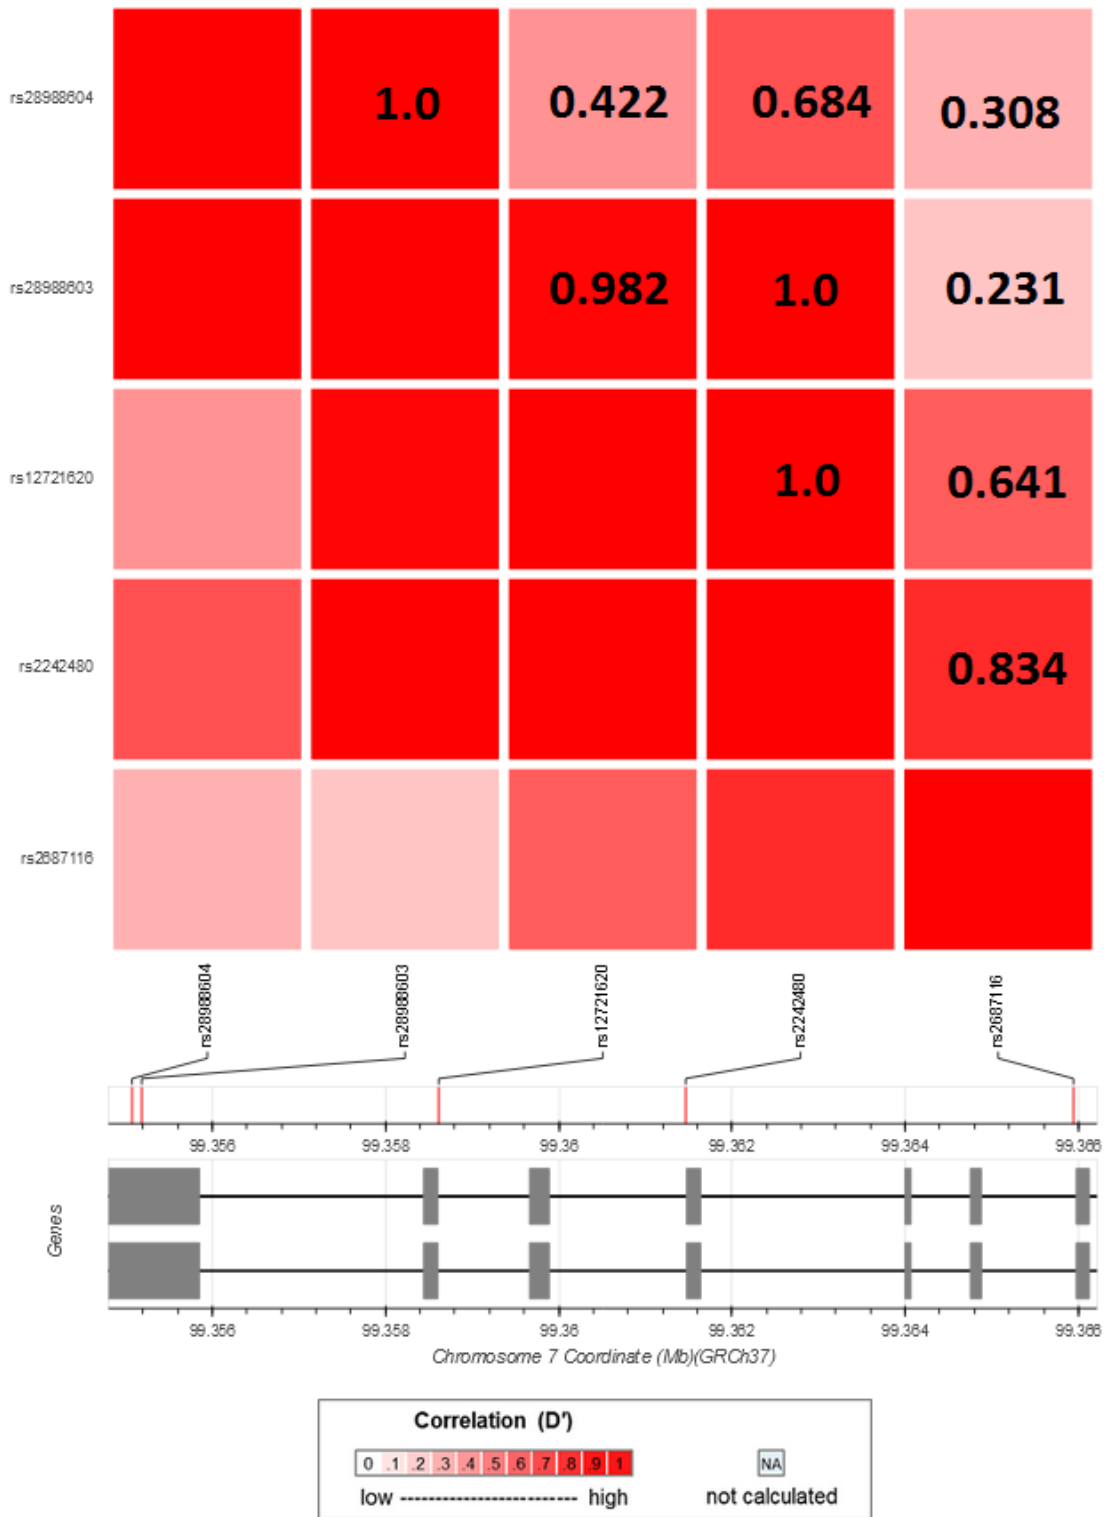 rs28988604 1.0 0.422 0.684 0.308
rs28988603 0.982 1.0 0.231
rs12721620 1.0 0.641
rs2242480 0.834
rs2687116
rs28988604 rs28988603 rs12721620 rs2242480 rs2687116
99.356 99.358 99.36 99.362 99.364 99.366
Genes
99.356 99.358 99.36 99.362 99.364 99.366
Chromosome 7 Coordinate (Mb)(GRCh37)
Correlation (D')
0 .1 .2 .3 .4 .5 .6 .7 .8 .9 1 NA
low ---------------------- high not calculated